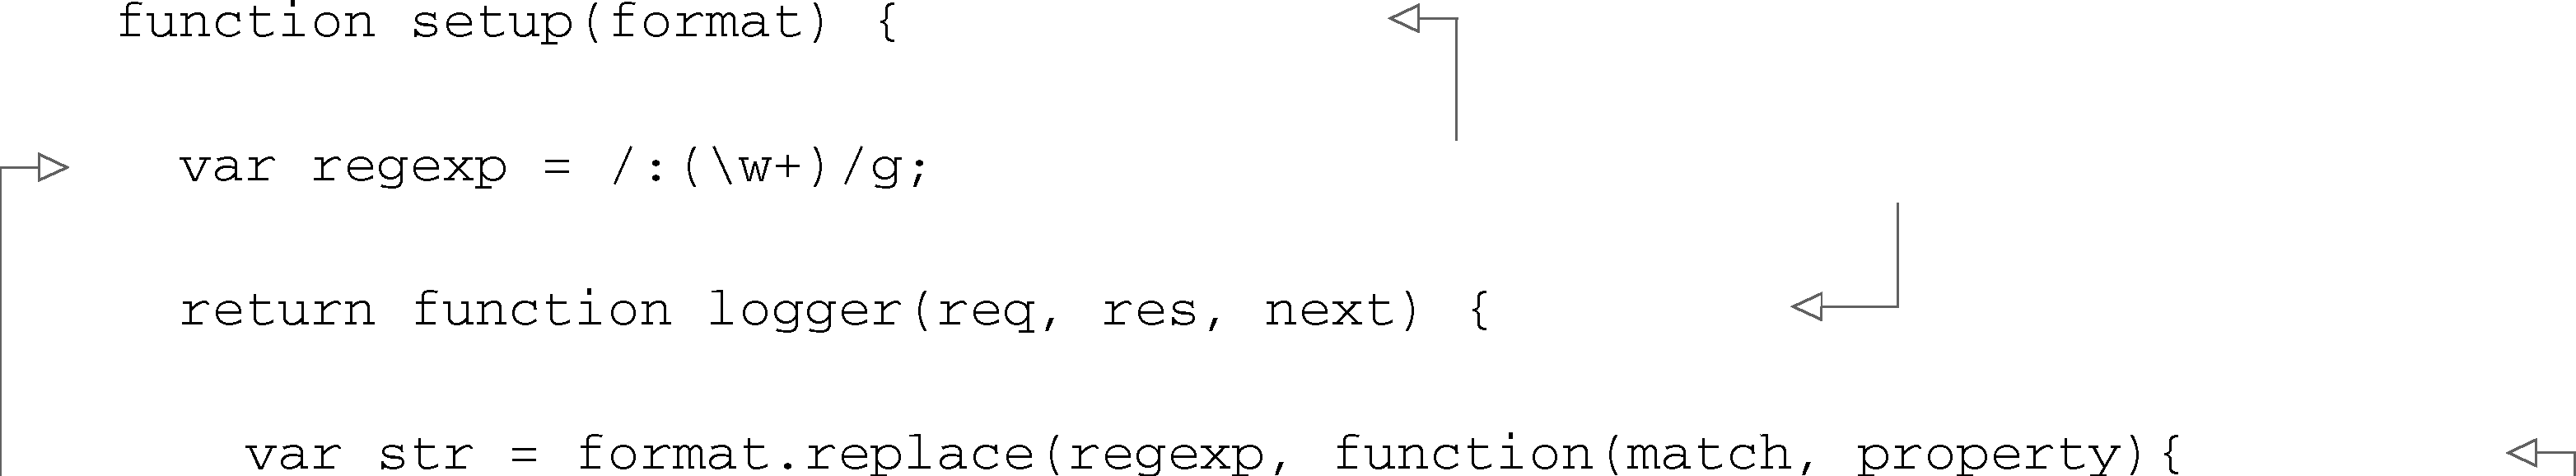 function setup(format) {
var regexp = /:(\w+)/g;
return function logger(req, res, next) {
var str = format.replace(regexp, function(match, property){